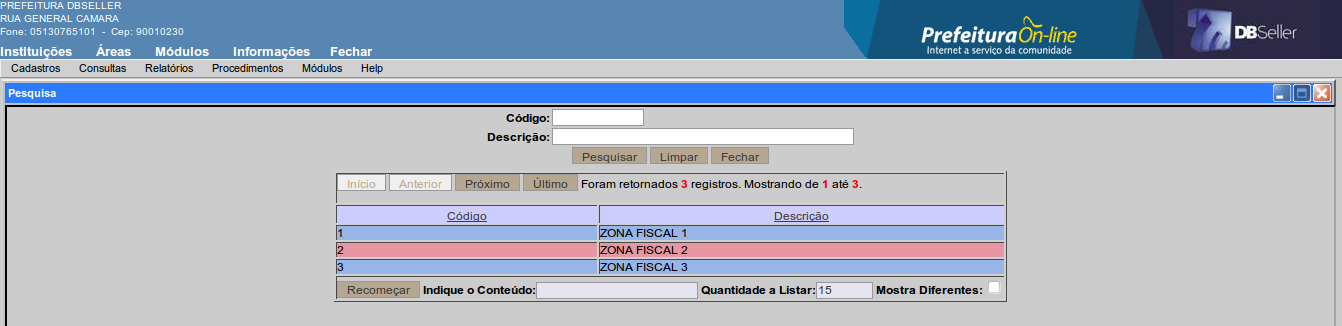 PREFEITURA DBSELLER
RUA GENERAL CAMARA
Fone: 05130765101 - Cep: 90010230
Instituições Áreas Módulos Informações Fechar
Prefeitura On-line
Internet a serviço da comunidade
DBSeller
Cadastros Consultas Relatórios Procedimentos Módulos Help
Pesquisa
Código:
Descrição:
Pesquisar Limpar Fechar
Início Anterior Próximo Último Foram retornados 3 registros. Mostrando de 1 até 3.
Código Descrição
1 ZONA FISCAL 1
2 ZONA FISCAL 2
3 ZONA FISCAL 3
Recomeçar Indique o Conteúdo: Quantidade a Listar: 15 Mostra Diferentes: